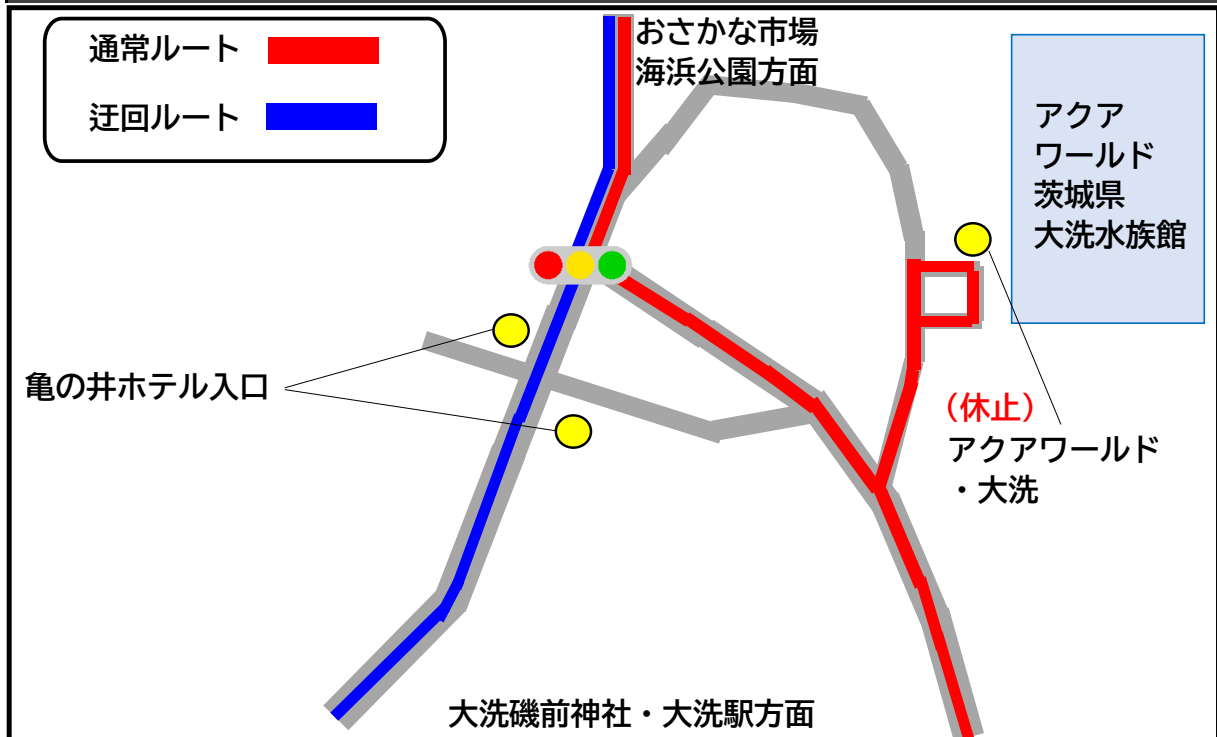 通常ルート
迂回ルート
おさかな市場
海浜公園方面
アクア
ワールド
茨城県
大洗水族館
亀の井ホテル入口
（休止）
アクアワールド
・大洗
大洗磯前神社・大洗駅方面